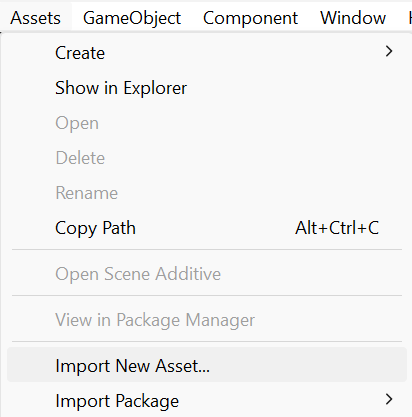 Assets GameObject Component Window
Create
Show in Explorer
Open
Delete
Rename
Copy Path Alt+Ctrl+C
Open Scene Additive
View in Package Manager
Import New Asset...
Import Package